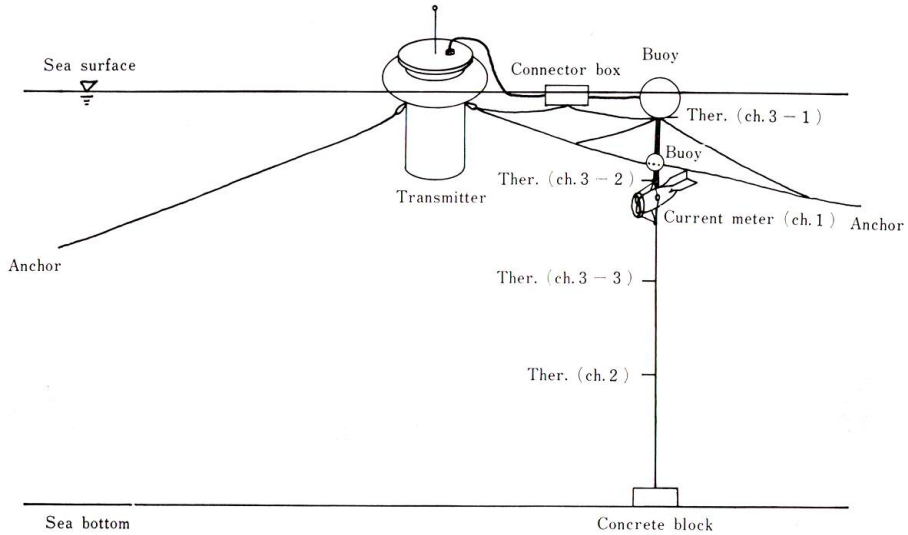 Sea surface
Buoy
Connector box
Ther. (ch. 3 − 1)
Buoy
Ther. (ch. 3 − 2)
Transmitter
Current meter (ch. 1)
Anchor
Anchor
Ther. (ch. 3 − 3)
Ther. (ch. 2)
Sea bottom
Concrete block